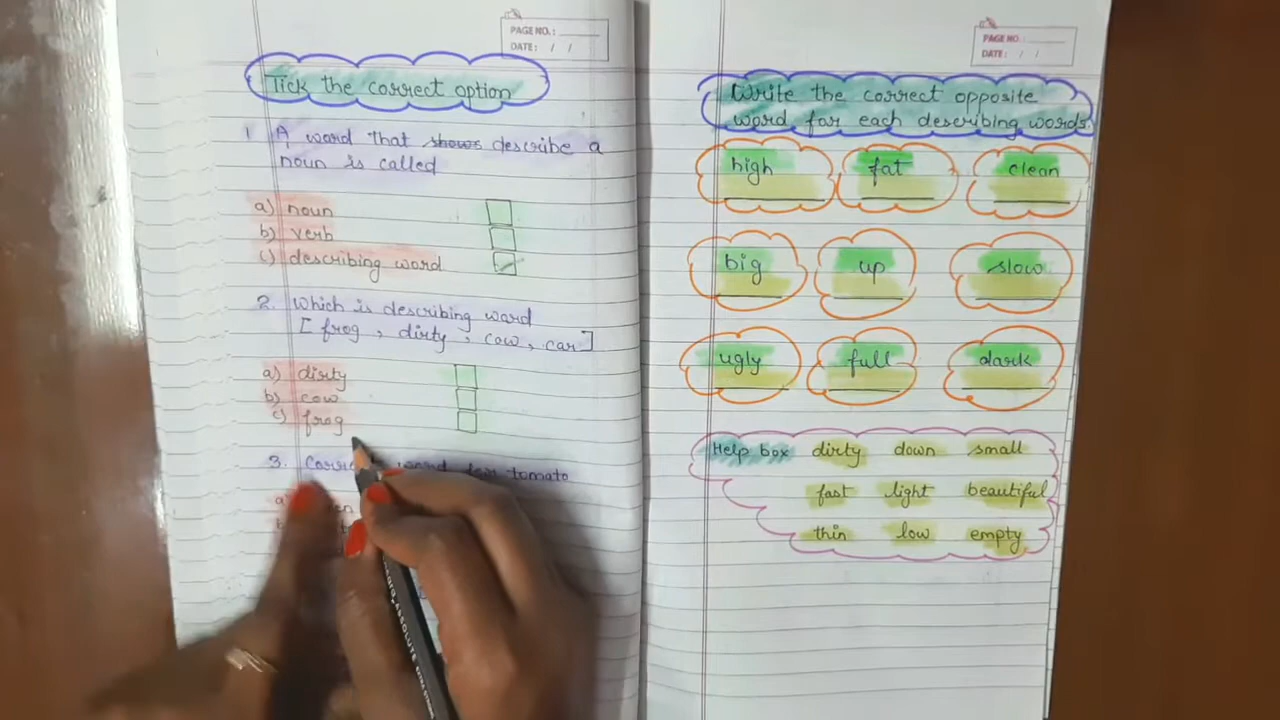 PAGE NO.:
DATE: / /
Tick the correct option
1 A word that shows describe a
noun is called
a) noun
b) verb
c) describing word
2. Which is describing word
[ frog , dirty , cow , car ]
a) dirty
b) cow
c) frog
3. word for tomato
a)
PAGE NO.:
DATE: / /
Write the correct opposite
word for each describing words.
high fat clean
big up slow
ugly full dark
Help box dirty down small
fast light beautiful
thin low empty